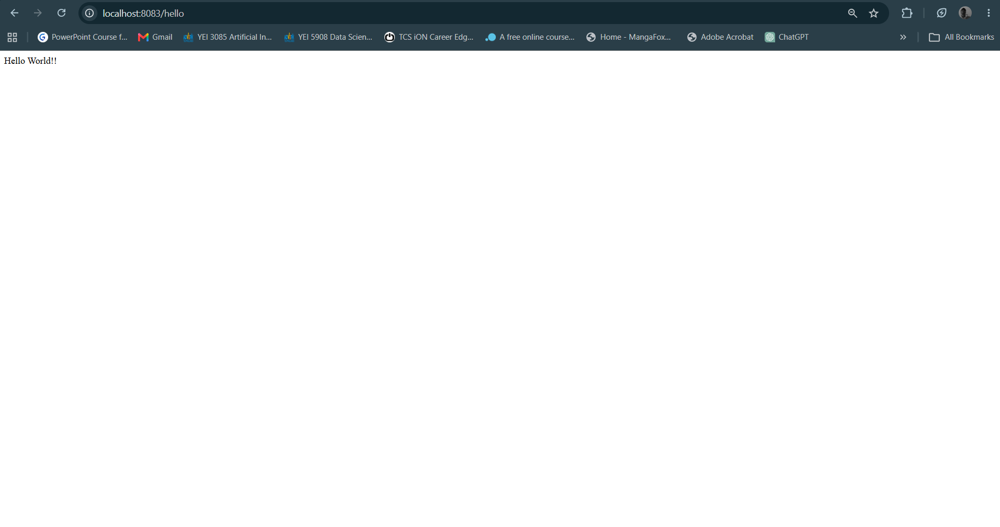 localhost:8083/hello
PowerPoint Course f... Gmail YEI 3085 Artificial In... YEI 5908 Data Scien... TCS iON Career Edg... A free online course... Home - MangaFox... Adobe Acrobat ChatGPT » All Bookmarks
Hello World!!